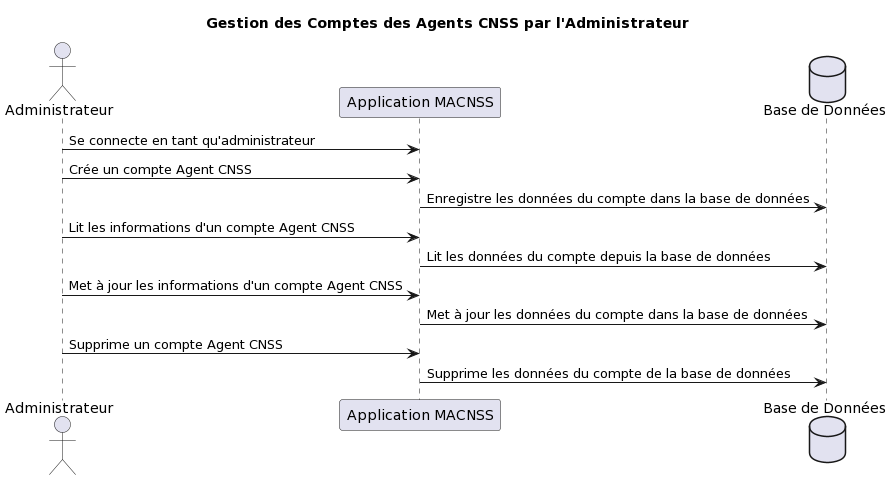 Gestion des Comptes des Agents CNSS par l'Administrateur
Administrateur
Application MACNSS
Base de Données
Se connecte en tant qu'administrateur
Crée un compte Agent CNSS
Enregistre les données du compte dans la base de données
Lit les informations d'un compte Agent CNSS
Lit les données du compte depuis la base de données
Met à jour les informations d'un compte Agent CNSS
Met à jour les données du compte dans la base de données
Supprime un compte Agent CNSS
Supprime les données du compte de la base de données
Administrateur
Application MACNSS
Base de Données